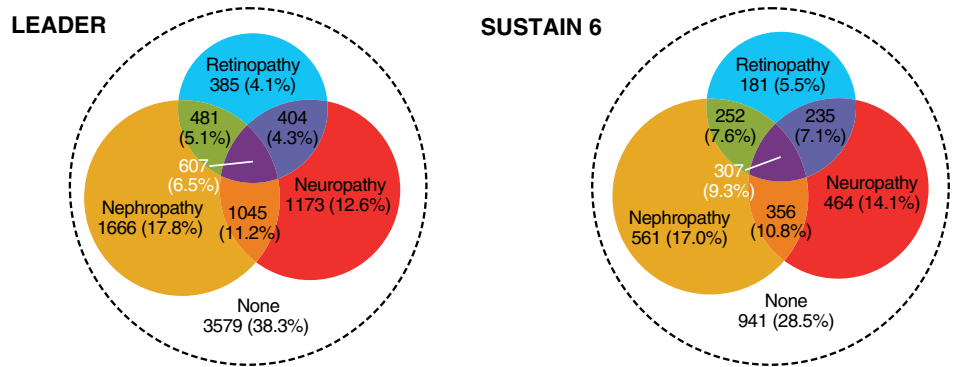 LEADER
Retinopathy
385 (4.1%)
481
(5.1%)
404
(4.3%)
607
(6.5%)
Neuropathy
1173 (12.6%)
Nephropathy
1666 (17.8%)
1045
(11.2%)
None
3579 (38.3%)
SUSTAIN 6
Retinopathy
181 (5.5%)
252
(7.6%)
235
(7.1%)
307
(9.3%)
Neuropathy
464 (14.1%)
Nephropathy
561 (17.0%)
356
(10.8%)
None
941 (28.5%)